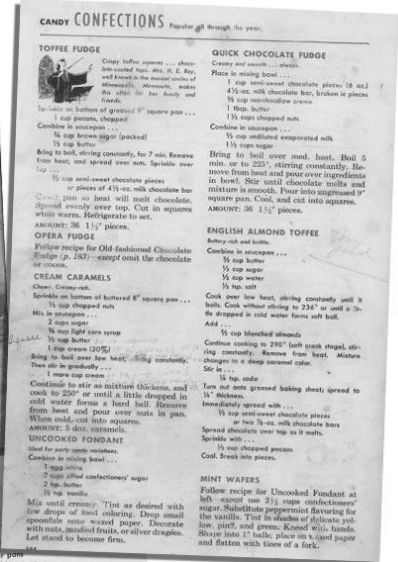 CANDY CONFECTIONS Popular all through the year.
TOFFEE FUDGE
Crispy toffee squares . . . choco-
late-coated tops. Mrs. N. E. Ray,
well known in the musical circles of
Minneapolis, Minnesota, makes
this often for her family and
friends.
Sprinkle on bottom of greased 9" square pan . . .
1 cup pecans, chopped
Combine in saucepan . . .
¾ cup brown sugar (packed)
½ cup butter
Bring to boil, stirring constantly, for 7 min. Remove
from heat, and spread over nuts. Sprinkle over
top . . .
½ cup semi-sweet chocolate pieces
or pieces of 4½-oz. milk chocolate bar
Cover pan so heat will melt chocolate.
Spread evenly over top. Cut in squares
while warm. Refrigerate to set.
AMOUNT: 36 1½" pieces.
OPERA FUDGE
Follow recipe for Old-fashioned Chocolate
Fudge (p. 183)—except omit the chocolate
or cocoa.
CREAM CARAMELS
Chewy. Creamy-rich.
Sprinkle on bottom of buttered 8" square pan . . .
½ cup chopped nuts
Mix in saucepan . . .
2 cups sugar
¾ cup light corn syrup
½ cup butter
1 cup cream (20%)
Bring to boil over low heat, stirring constantly.
Then stir in gradually . . .
1 more cup cream
Continue to stir as mixture thickens, and
cook to 250° or until a little dropped in
cold water forms a hard ball. Remove
from heat and pour over nuts in pan.
When cold, cut into squares.
AMOUNT: 5 doz. caramels.
UNCOOKED FONDANT
Ideal for party candy variations.
Combine in mixing bowl . . .
1 egg white
2 cups sifted confectioners' sugar
2 tsp. butter
½ tsp. vanilla
Mix until creamy. Tint as desired with
few drops of food coloring. Drop small
spoonfuls onto waxed paper. Decorate
with nuts, candied fruits, or silver dragées.
Let stand to become firm.
QUICK CHOCOLATE FUDGE
Creamy and smooth . . . always.
Place in mixing bowl . . .
1 cup semi-sweet chocolate pieces (6 oz.)
4½-oz. milk chocolate bar, broken in pieces
½ cup marshmallow creme
1 tbsp. butter
1½ cups chopped nuts
Combine in saucepan . . .
½ cup undiluted evaporated milk
1½ cups sugar
Bring to boil over med. heat. Boil 5
min. or to 225°, stirring constantly. Re-
move from heat and pour over ingredients
in bowl. Stir until chocolate melts and
mixture is smooth. Pour into ungreased 9"
square pan. Cool, and cut into squares.
AMOUNT: 36 1½" pieces.
ENGLISH ALMOND TOFFEE
Buttery-rich and brittle.
Combine in saucepan . . .
½ cup butter
½ cup sugar
½ cup water
½ tsp. salt
Cook over low heat, stirring constantly until it
boils. Cook without stirring to 236° or until a lit-
tle dropped in cold water forms soft ball.
Add . . .
½ cup blanched almonds
Continue cooking to 290° (soft crack stage), stir-
ring constantly. Remove from heat. Mixture
changes to a deep caramel color.
Stir in . . .
¼ tsp. soda
Turn out onto greased baking sheet; spread to
¼" thickness.
Immediately spread with . . .
½ cup semi-sweet chocolate pieces
or two ⅞-oz. milk chocolate bars
Spread chocolate over top as it melts.
Sprinkle with . . .
½ cup chopped pecans
Cool. Break into pieces.
MINT WAFERS
Follow recipe for Uncooked Fondant at
left—except use 2½ cups confectioners'
sugar. Substitute peppermint flavoring for
the vanilla. Tint in shades of delicate yel-
low, pink, and green. Knead with hands.
Shape into 1" balls; place on waxed paper
and flatten with tines of a fork.
pans